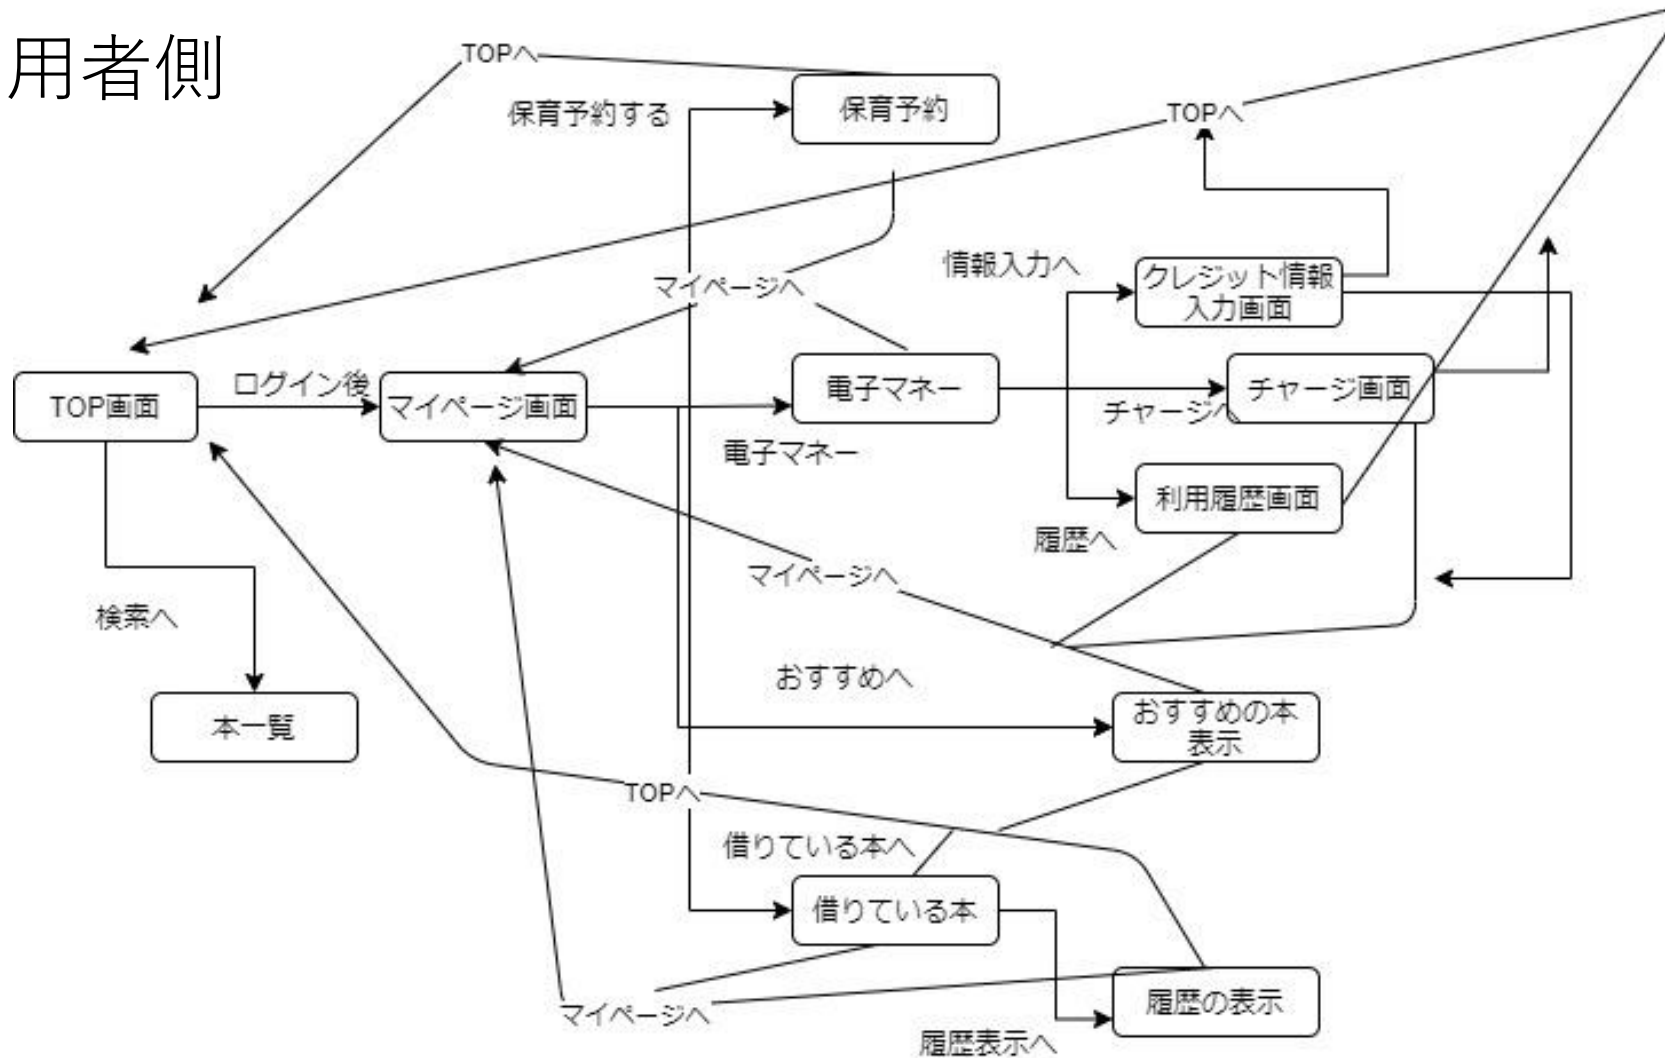 用者側
TOPへ
保育予約する
保育予約
TOPへ
マイページへ
情報入力へ
クレジット情報
入力画面
TOP画面
ログイン後
マイページ画面
電子マネー
電子マネー
チャージへ
チャージ画面
利用履歴画面
履歴へ
マイページへ
検索へ
本一覧
おすすめへ
おすすめの本
表示
TOPへ
借りている本へ
借りている本
マイページへ
履歴の表示
履歴表示へ